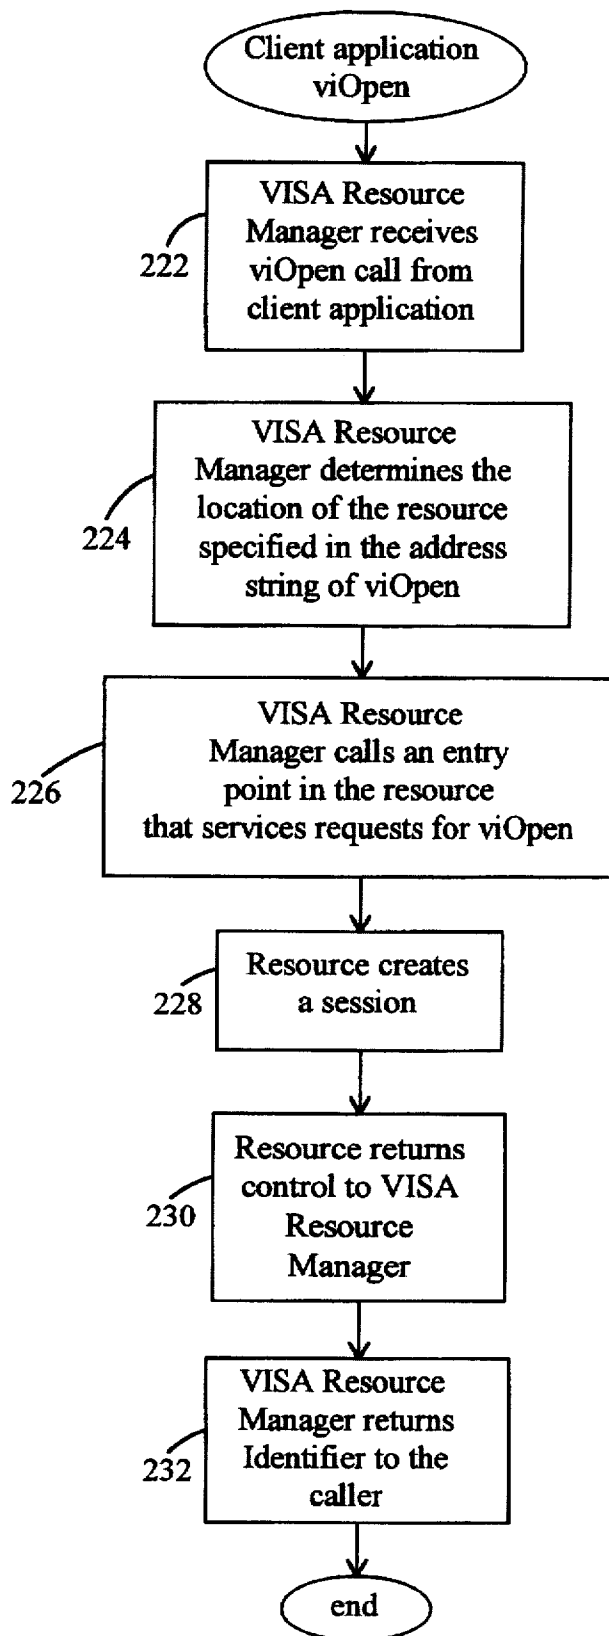 Client application
viOpen
VISA Resource
Manager receives
viOpen call from
client application
222
VISA Resource
Manager determines the
location of the resource
specified in the address
string of viOpen
224
VISA Resource
Manager calls an entry
point in the resource
that services requests for viOpen
226
Resource creates
a session
228
Resource returns
control to VISA
Resource
Manager
230
VISA Resource
Manager returns
Identifier to the
caller
232
end